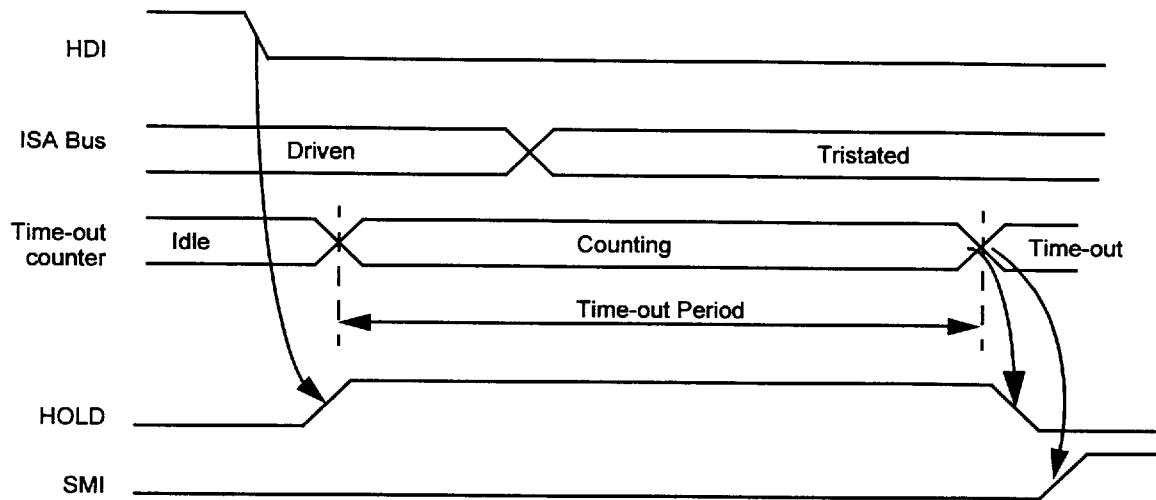 HDI
ISA Bus
Driven
Tristated
Time-out
counter
Idle
Counting
Time-out
Time-out Period
HOLD
SMI